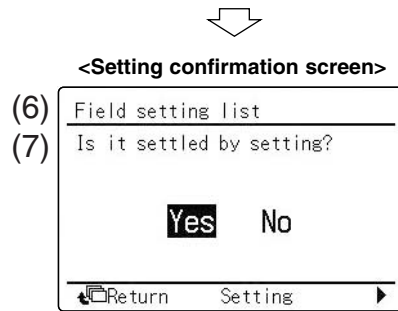 <Setting confirmation screen>
(6) Field setting list
(7) Is it settled by setting?
Yes No
Return Setting